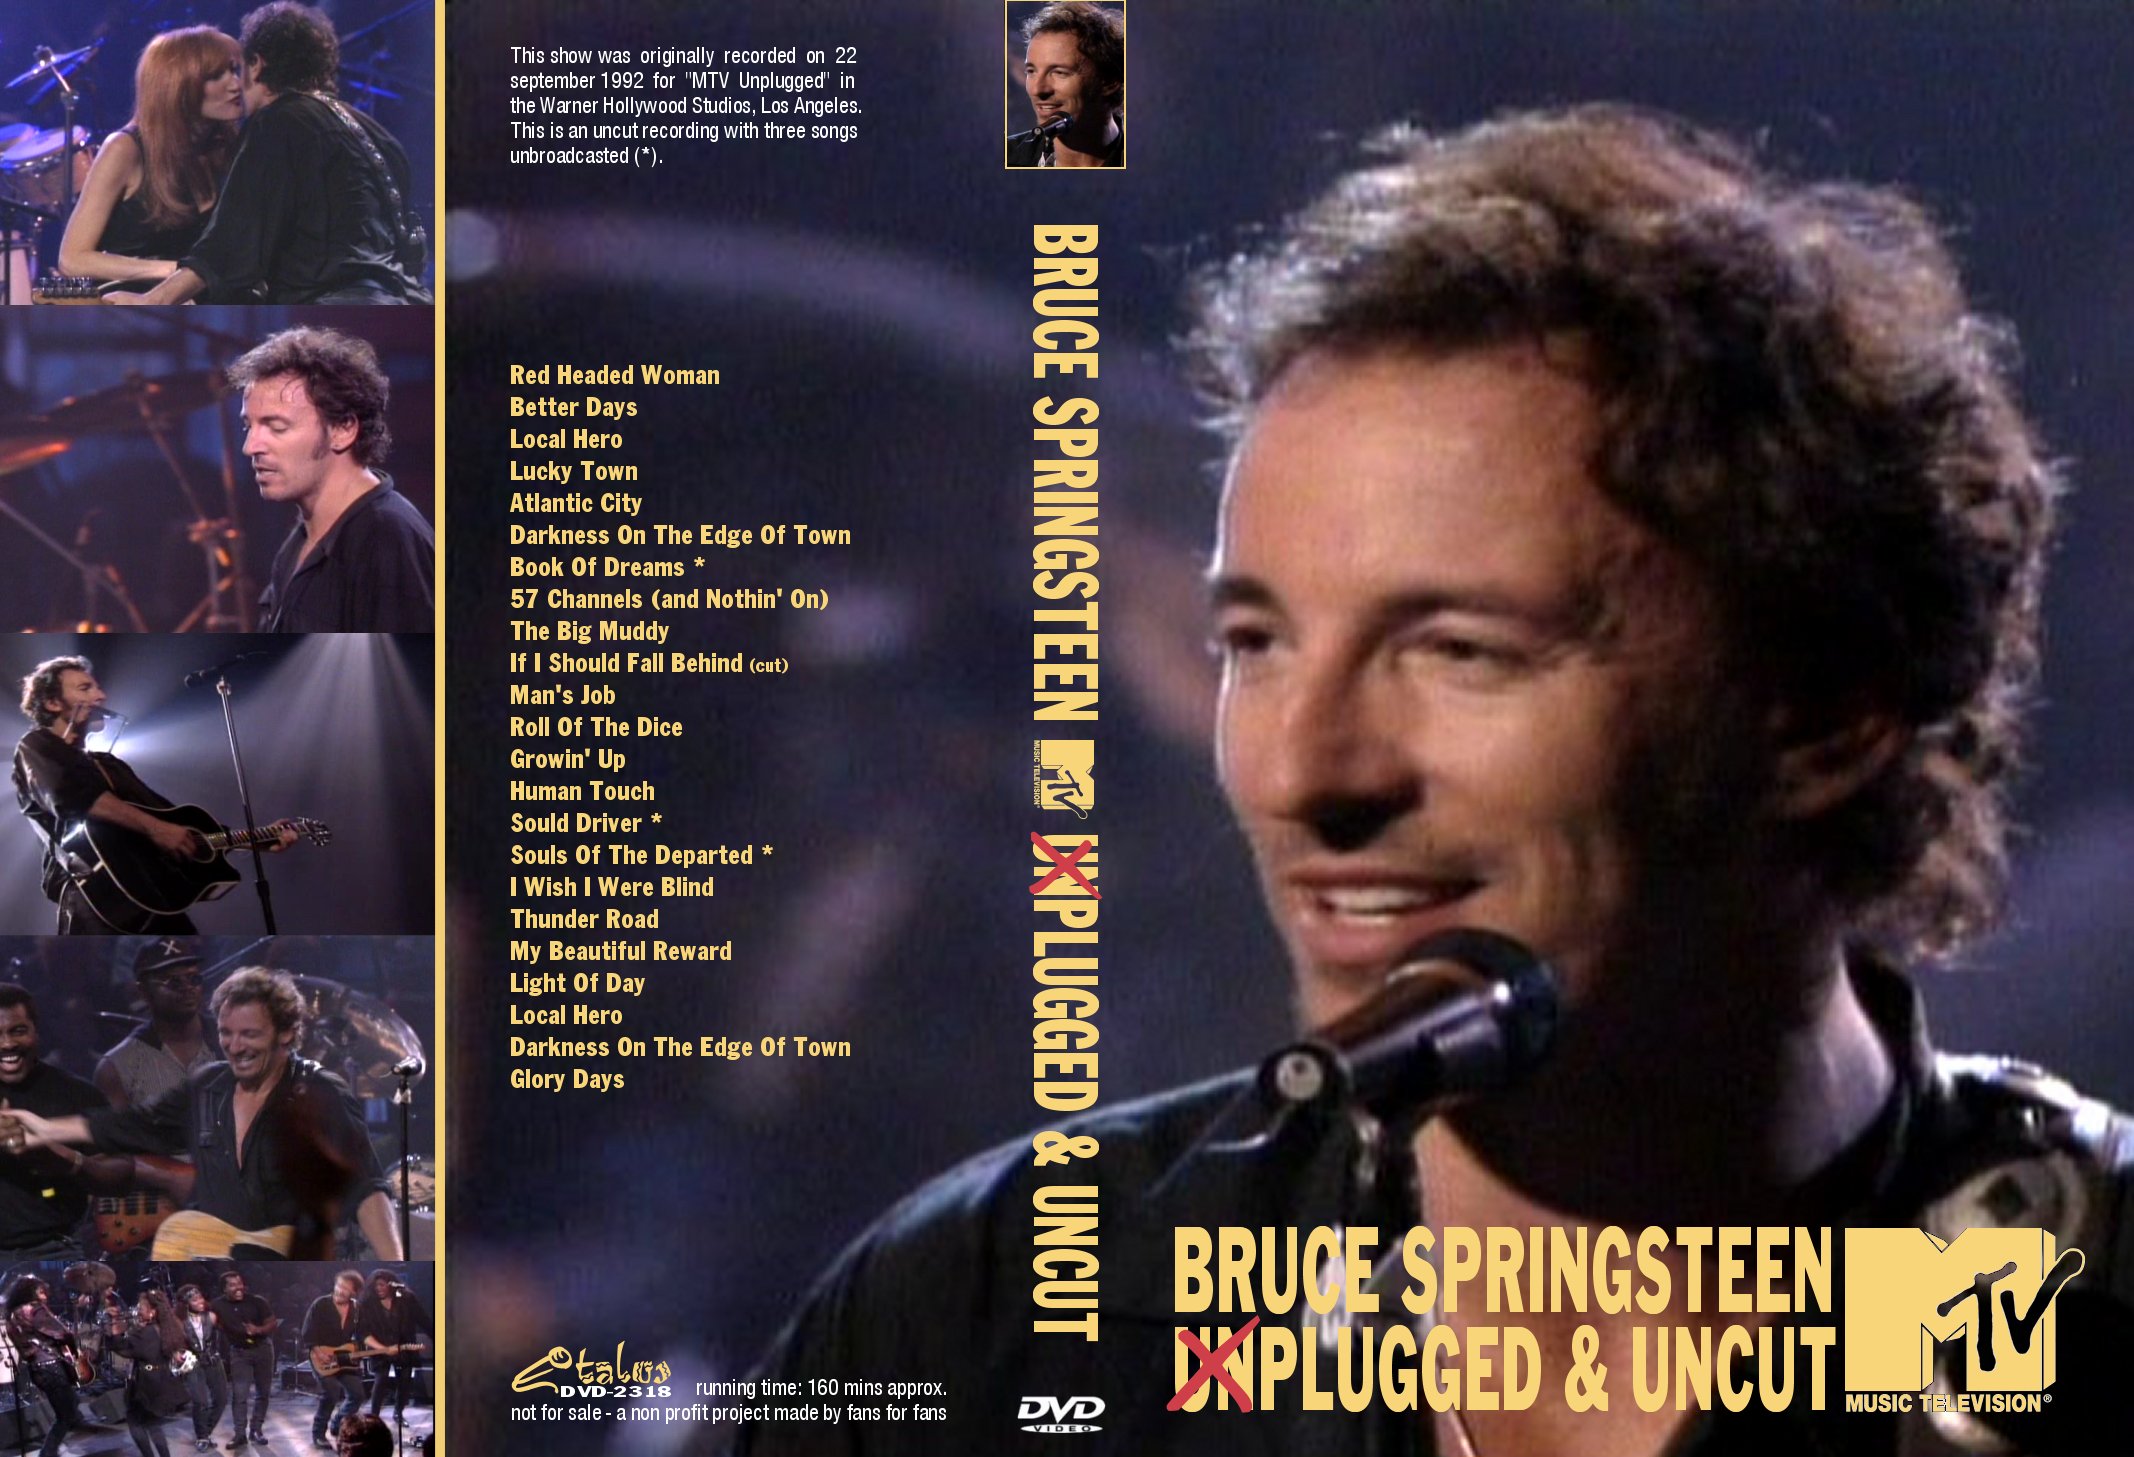 This show was originally recorded on 22
september 1992 for "MTV Unplugged" in
the Warner Hollywood Studios, Los Angeles.
This is an uncut recording with three songs
unbroadcasted (*).
Red Headed Woman
Better Days
Local Hero
Lucky Town
Atlantic City
Darkness On The Edge Of Town
Book Of Dreams *
57 Channels (and Nothin' On)
The Big Muddy
If I Should Fall Behind (cut)
Man's Job
Roll Of The Dice
Growin' Up
Human Touch
Sould Driver *
Souls Of The Departed *
I Wish I Were Blind
Thunder Road
My Beautiful Reward
Light Of Day
Local Hero
Darkness On The Edge Of Town
Glory Days
etalus
DVD-2318
running time: 160 mins approx.
not for sale - a non profit project made by fans for fans
BRUCE SPRINGSTEEN MTV MUSIC TELEVISION® UNPLUGGED & UNCUT
DVD
VIDEO
BRUCE SPRINGSTEEN
UNPLUGGED & UNCUT
MTV
MUSIC TELEVISION®
X